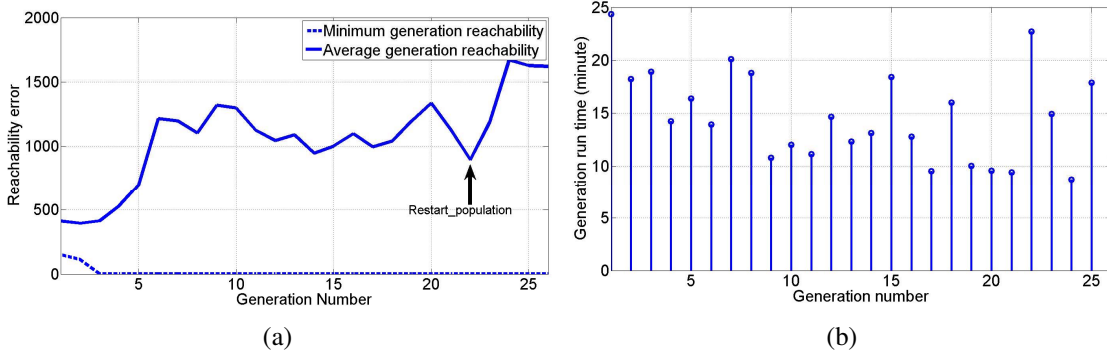 2000
1500
1000
500
0
Reachability error
Minimum generation reachability
Average generation reachability
Restart_population
5
10
15
20
25
Generation Number
(a)
25
20
15
10
5
0
Generation run time (minute)
5
10
15
20
25
Generation number
(b)